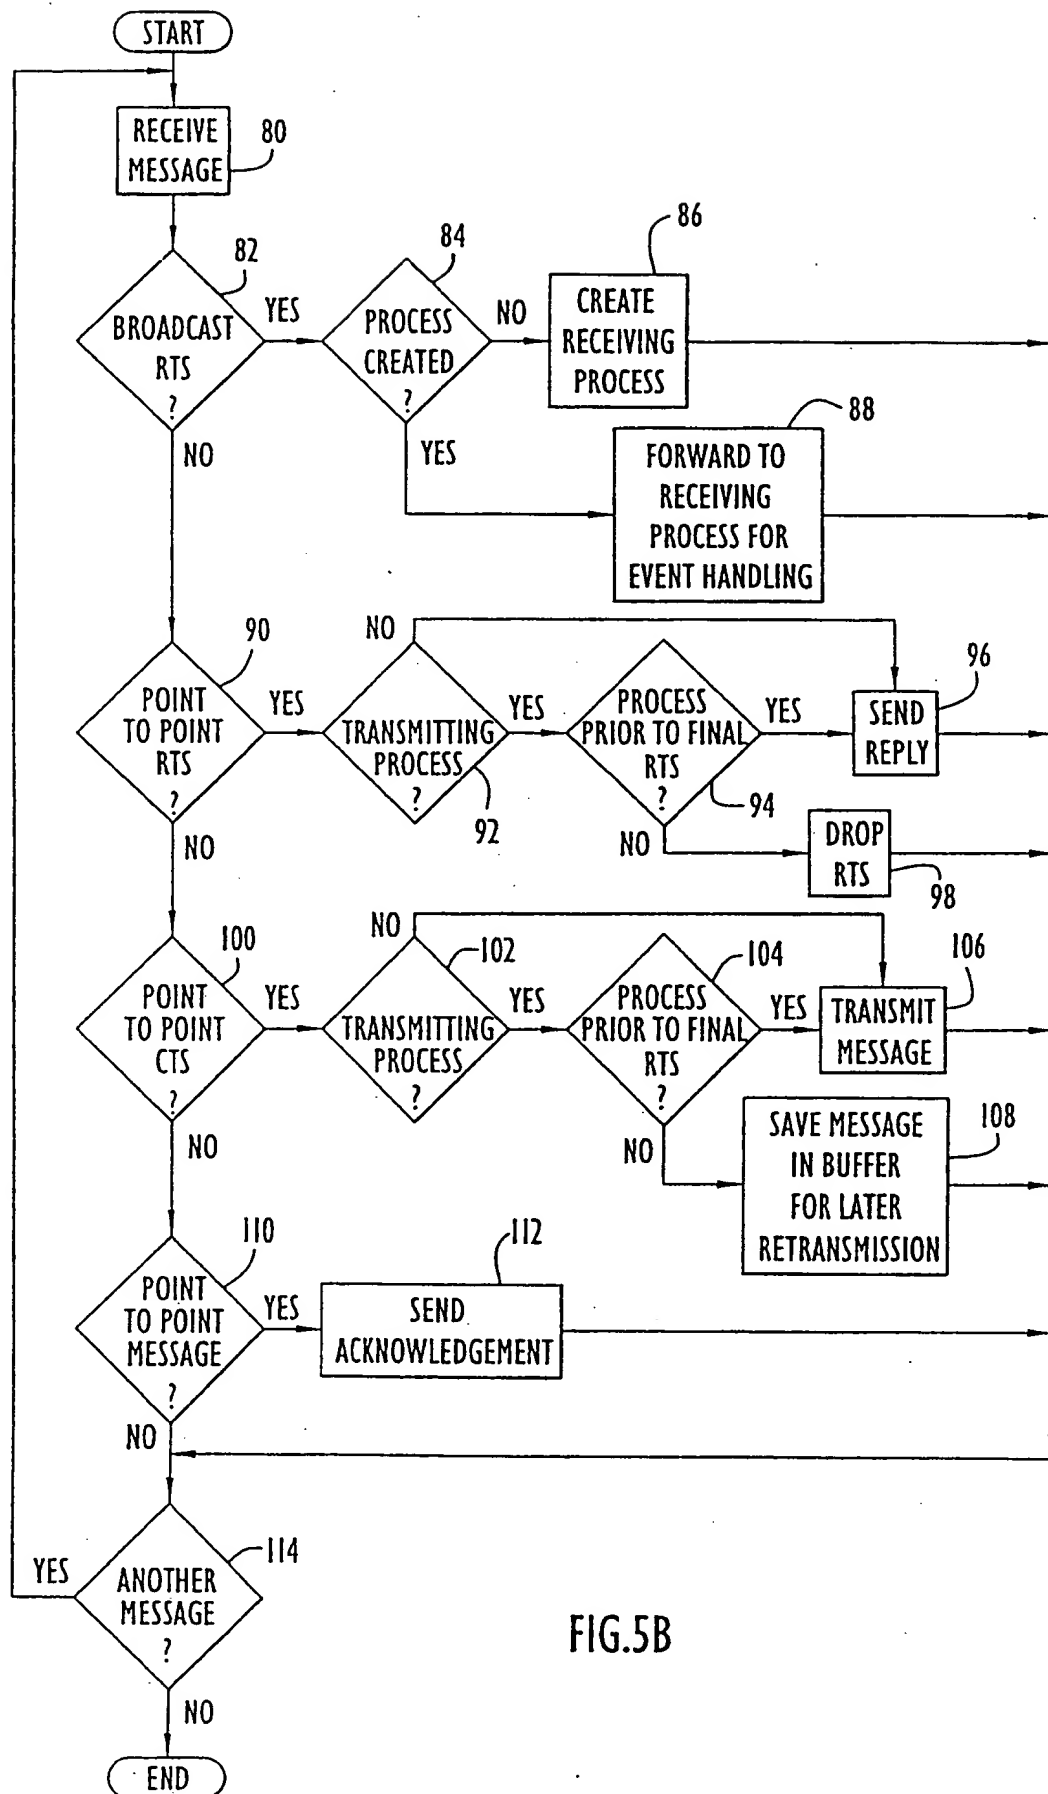 START
RECEIVE
MESSAGE
80
82
BROADCAST
RTS
?
YES
NO
84
PROCESS
CREATED
?
NO
YES
86
CREATE
RECEIVING
PROCESS
88
FORWARD TO
RECEIVING
PROCESS FOR
EVENT HANDLING
90
POINT
TO POINT
RTS
?
YES
NO
NO
TRANSMITTING
PROCESS
?
92
YES
PROCESS
PRIOR TO FINAL
RTS
?
94
YES
NO
96
SEND
REPLY
DROP
RTS
98
100
POINT
TO POINT
CTS
?
YES
NO
NO
102
TRANSMITTING
PROCESS
?
YES
104
PROCESS
PRIOR TO FINAL
RTS
?
YES
NO
106
TRANSMIT
MESSAGE
108
SAVE MESSAGE
IN BUFFER
FOR LATER
RETRANSMISSION
110
POINT
TO POINT
MESSAGE
?
YES
NO
112
SEND
ACKNOWLEDGEMENT
114
ANOTHER
MESSAGE
?
YES
NO
END
FIG.5B